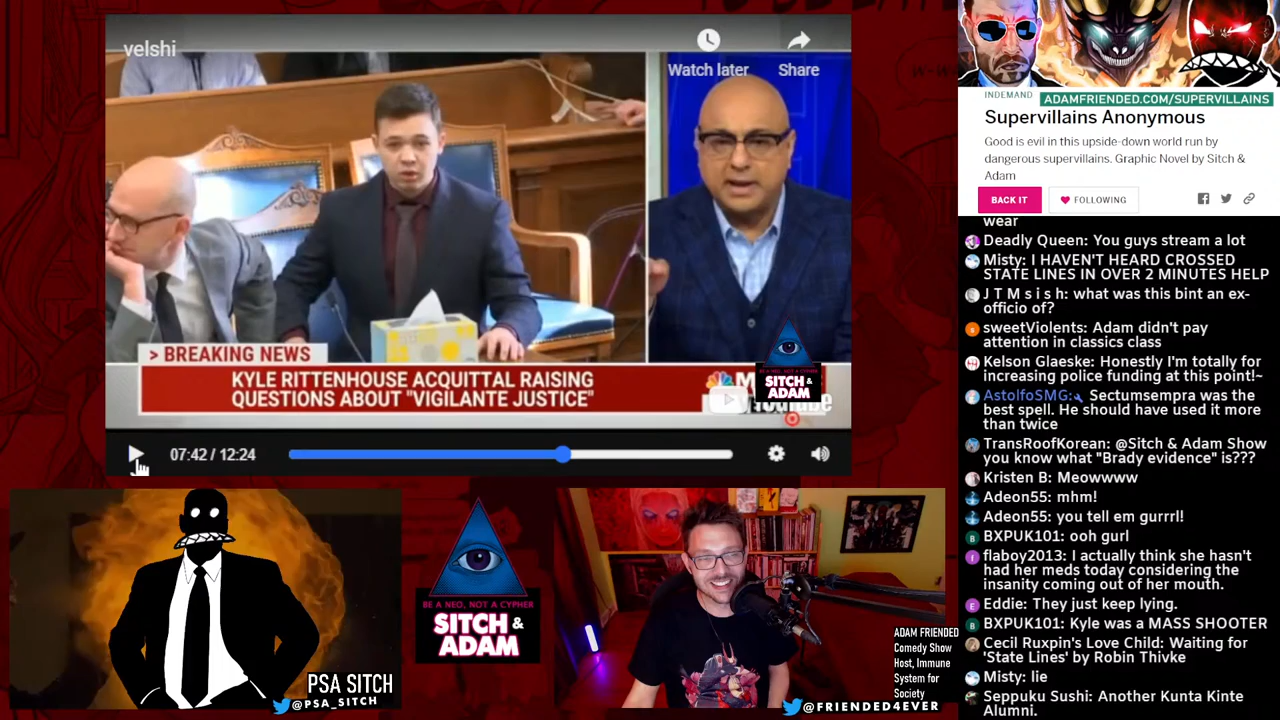 velshi
Watch later
Share
> BREAKING NEWS
KYLE RITTENHOUSE ACQUITTAL RAISING
QUESTIONS ABOUT "VIGILANTE JUSTICE"
BE A NEO, NOT A CYPHER
SITCH &
ADAM
07:42 / 12:24
PSA SITCH
@PSA_SITCH
BE A NEO, NOT A CYPHER
SITCH &
ADAM
ADAM FRIENDED
Comedy Show
Host, Immune
System for
Society
@FRIENDED4EVER
INDEMAND
ADAMFRIENDED.COM/SUPERVILLAINS
Supervillains Anonymous
Good is evil in this upside-down world run by
dangerous supervillains. Graphic Novel by Sitch &
Adam
BACK IT
FOLLOWING
wear
Deadly Queen: You guys stream a lot
Misty: I HAVEN'T HEARD CROSSED
STATE LINES IN OVER 2 MINUTES HELP
J T M s i s h: what was this bint an ex-
officio of?
sweetViolents: Adam didn't pay
attention in classics class
Kelson Glaeske: Honestly I'm totally for
increasing police funding at this point!~
AstolfoSMG: Sectumsempra was the
best spell. He should have used it more
than twice
TransRoofKorean: @Sitch & Adam Show
you know what "Brady evidence" is???
Kristen B: Meowwww
Adeon55: mhm!
Adeon55: you tell em gurrrl!
BXPUK101: ooh gurl
flaboy2013: I actually think she hasn't
had her meds today considering the
insanity coming out of her mouth.
Eddie: They just keep lying.
BXPUK101: Kyle was a MASS SHOOTER
Cecil Ruxpin's Love Child: Waiting for
'State Lines' by Robin Thivke
Misty: lie
Seppuku Sushi: Another Kunta Kinte
Alumni.